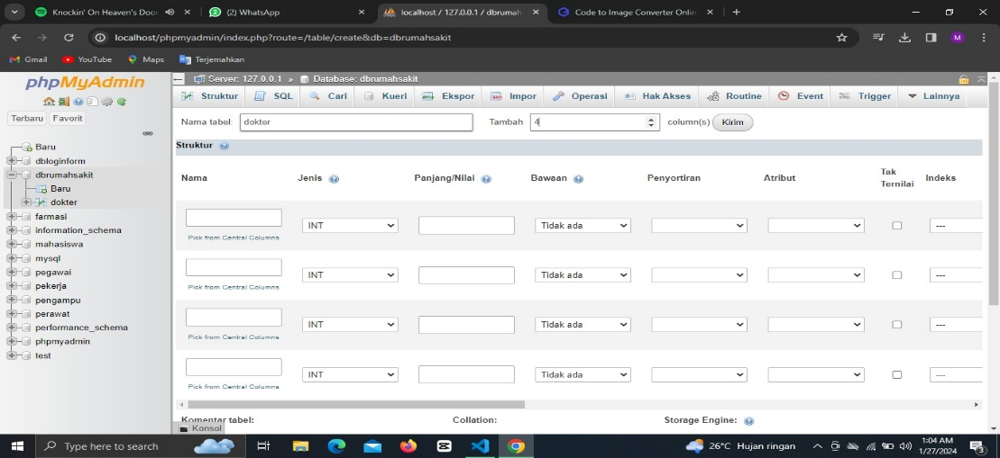 Knockin' On Heaven's Door
(2) WhatsApp
localhost / 127.0.0.1 / dbrumah
Code to Image Converter Onlin
localhost/phpmyadmin/index.php?route=/table/create&db=dbrumahsakit
M
Gmail YouTube Maps Terjemahkan
phpMyAdmin
Terbaru Favorit
Baru
dbloginform
dbrumahsakit
Baru
dokter
farmasi
information_schema
mahasiswa
mysql
pegawai
pekerja
pengampu
perawat
performance_schema
phpmyadmin
test
Server: 127.0.0.1 » Database: dbrumahsakit
Struktur SQL Cari Kueri Ekspor Impor Operasi Hak Akses Routine Event Trigger Lainnya
Nama tabel: dokter Tambah 4 column(s) Kirim
Struktur
Nama Jenis Panjang/Nilai Bawaan Penyortiran Atribut Tak Ternilai Indeks
INT Tidak ada ---
Pick from Central Columns
INT Tidak ada ---
Pick from Central Columns
INT Tidak ada ---
Pick from Central Columns
INT Tidak ada ---
Pick from Central Columns
Komentar tabel: Collation: Storage Engine:
Konsol
Type here to search
26°C Hujan ringan
1:04 AM
1/27/2024
3